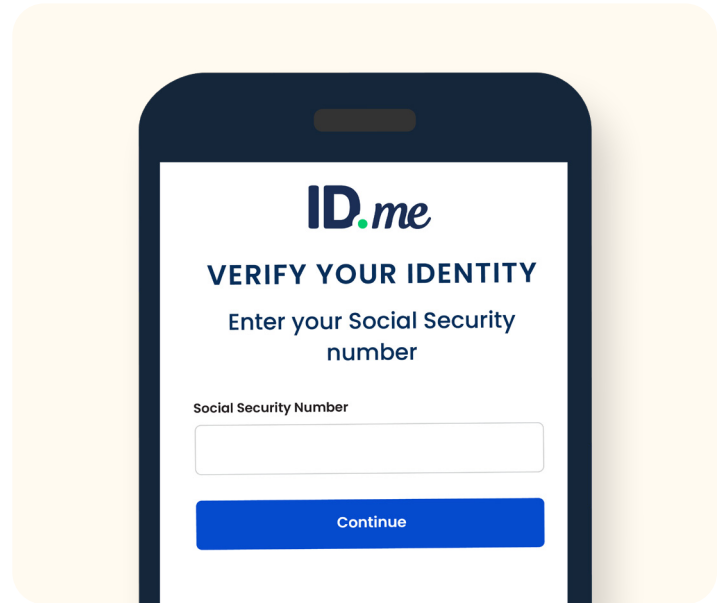 ID.me
VERIFY YOUR IDENTITY
Enter your Social Security
number
Social Security Number
Continue